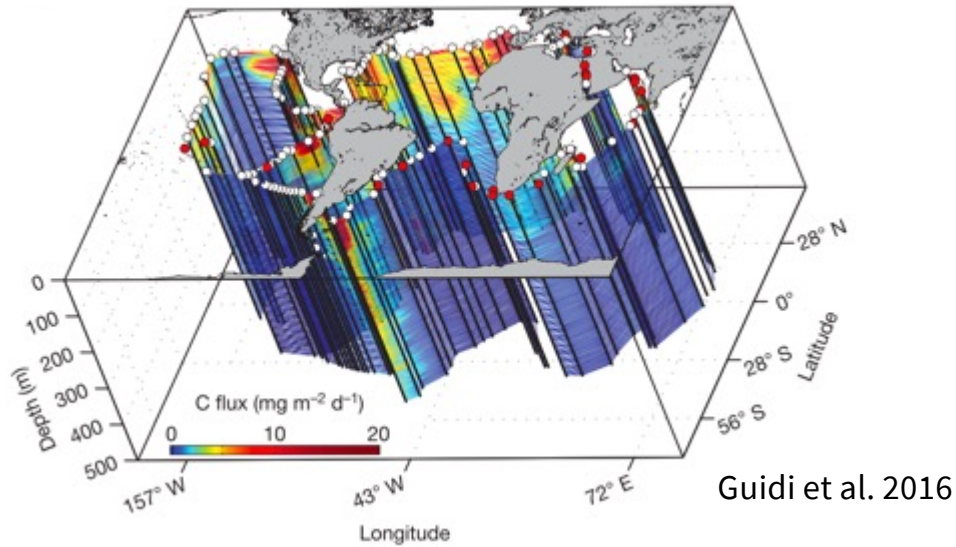 0
100
200
300
400
500
Depth (m)
C flux (mg m⁻² d⁻¹)
0 10 20
157° W
43° W
72° E
Longitude
28° N
0°
28° S
56° S
Latitude
Guidi et al. 2016